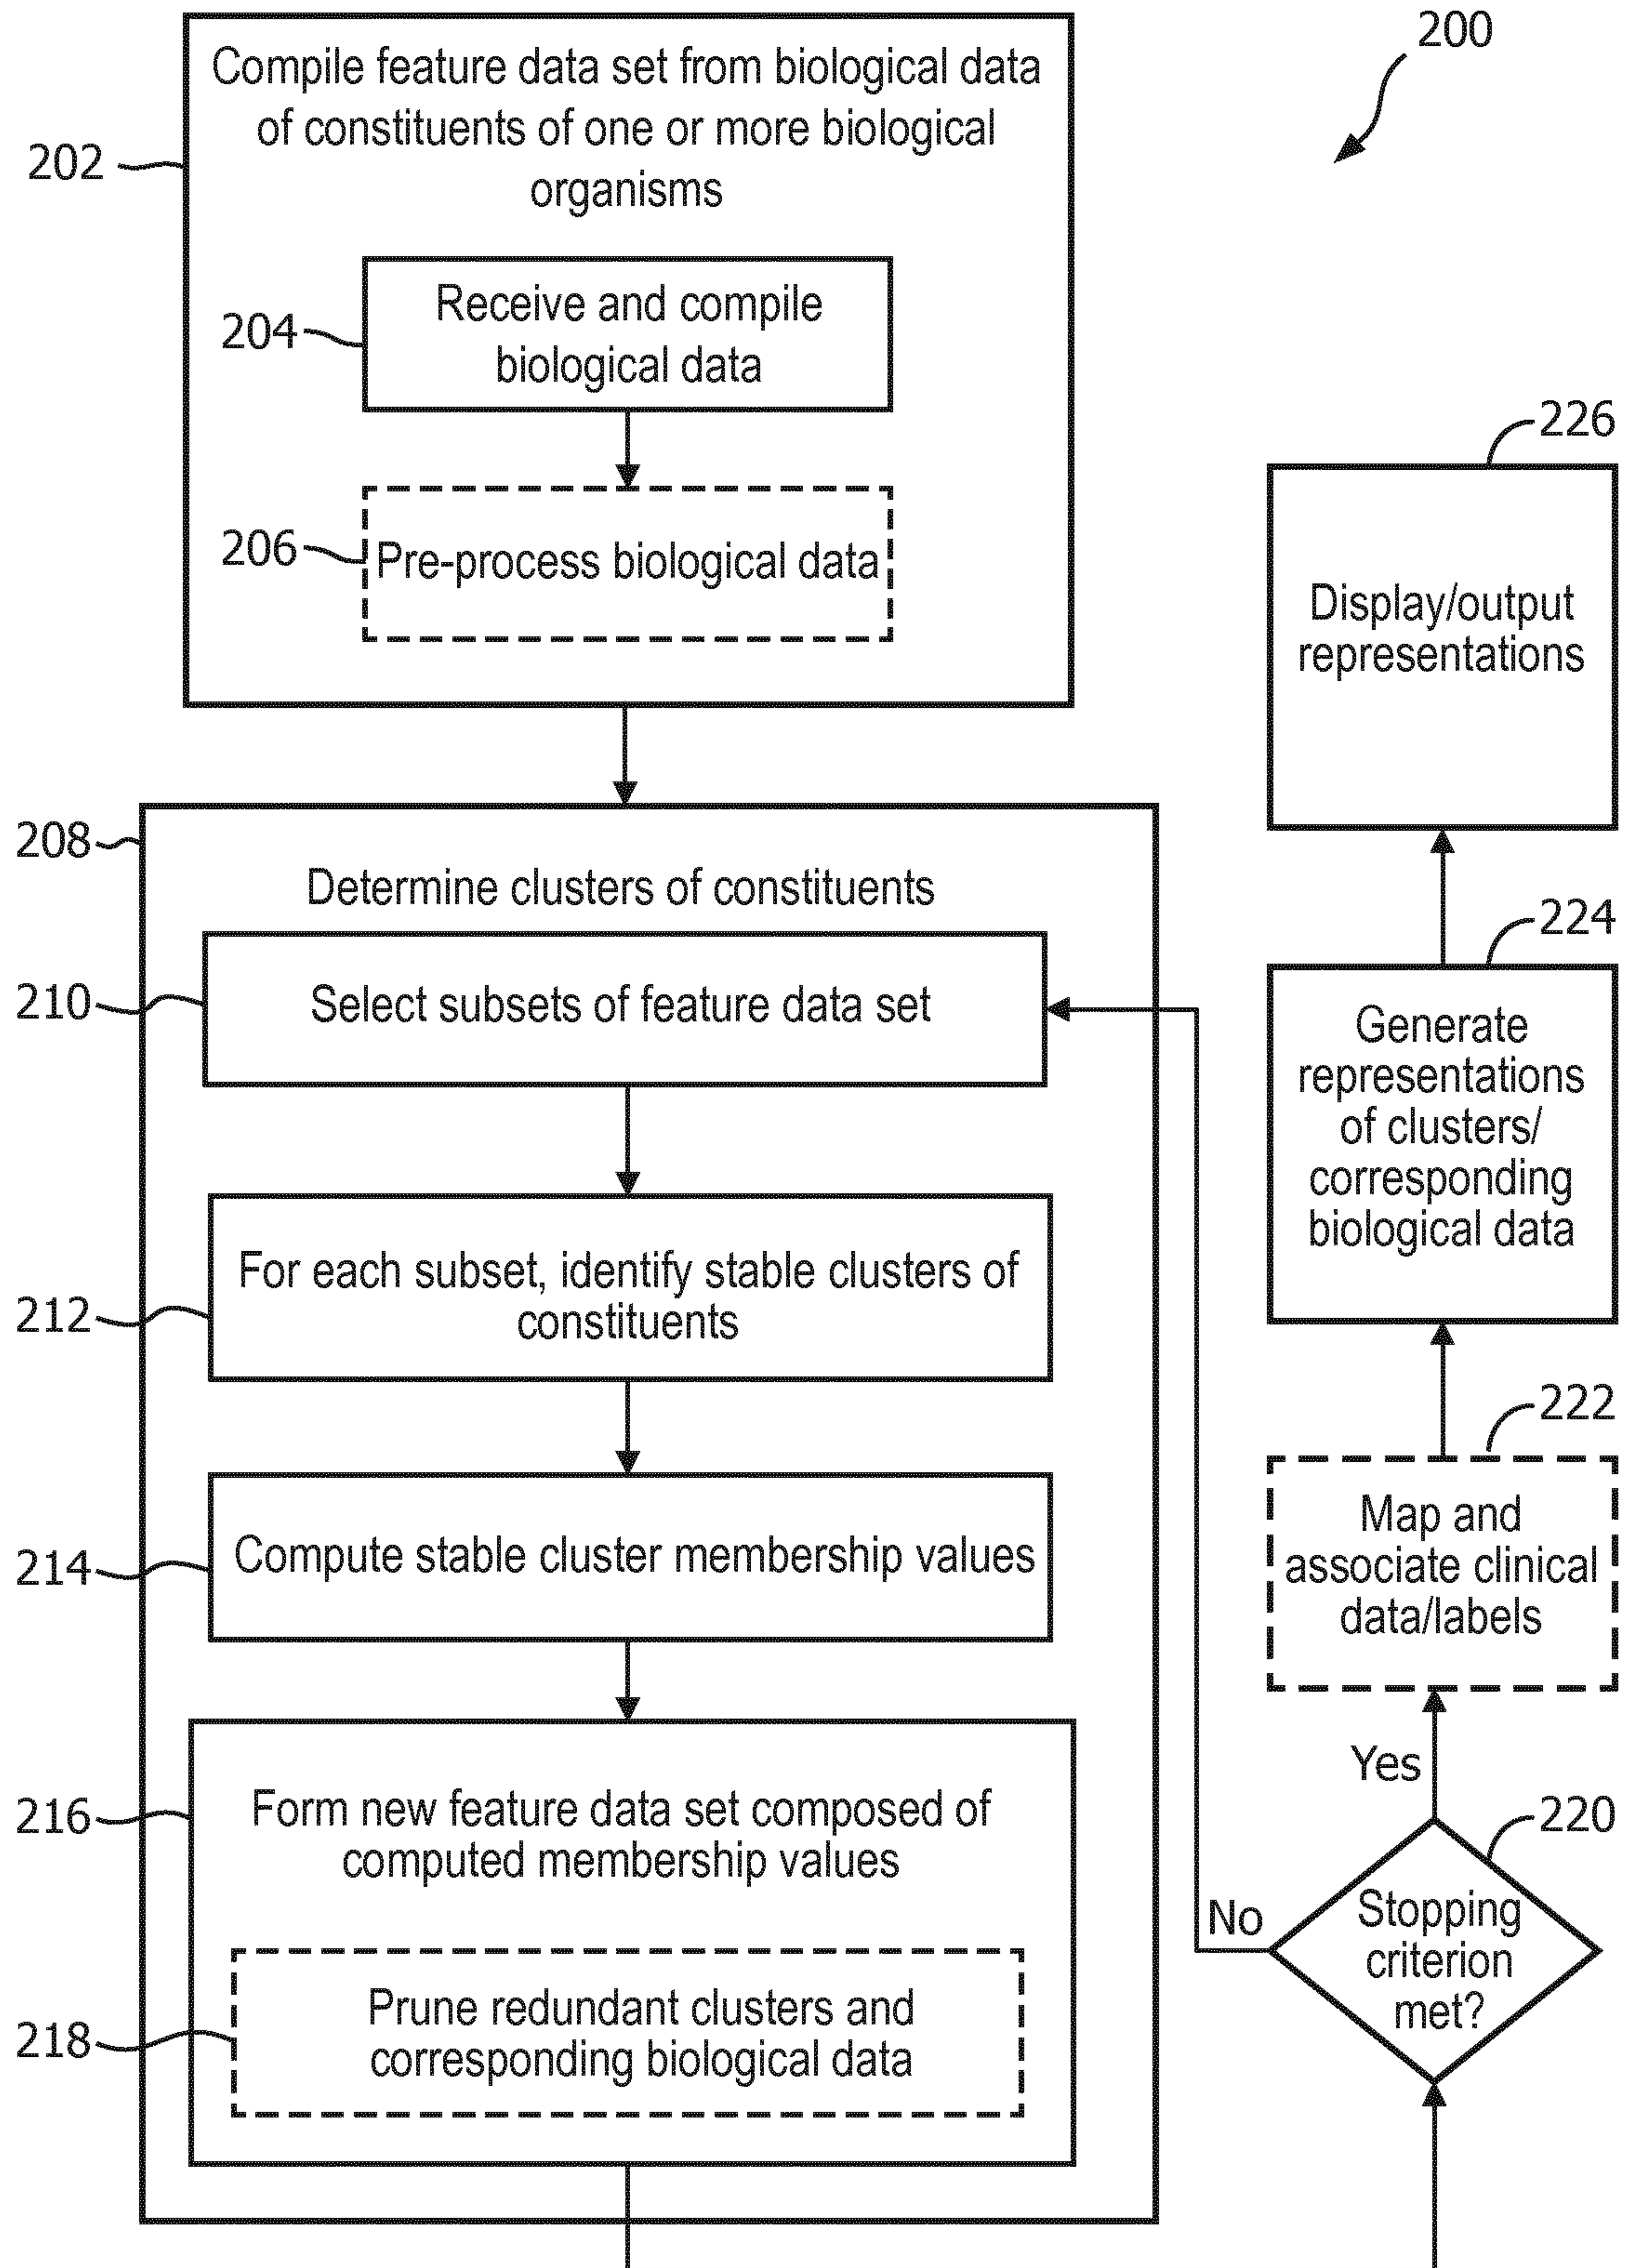 200
Compile feature data set from biological data
of constituents of one or more biological
organisms
202
Receive and compile
biological data
204
206
Pre-process biological data
208
Determine clusters of constituents
210
Select subsets of feature data set
212
For each subset, identify stable clusters of
constituents
214
Compute stable cluster membership values
216
Form new feature data set composed of
computed membership values
218
Prune redundant clusters and
corresponding biological data
220
Stopping
criterion
met?
No
Yes
222
Map and
associate clinical
data/labels
224
Generate
representations
of clusters/
corresponding
biological data
226
Display/output
representations